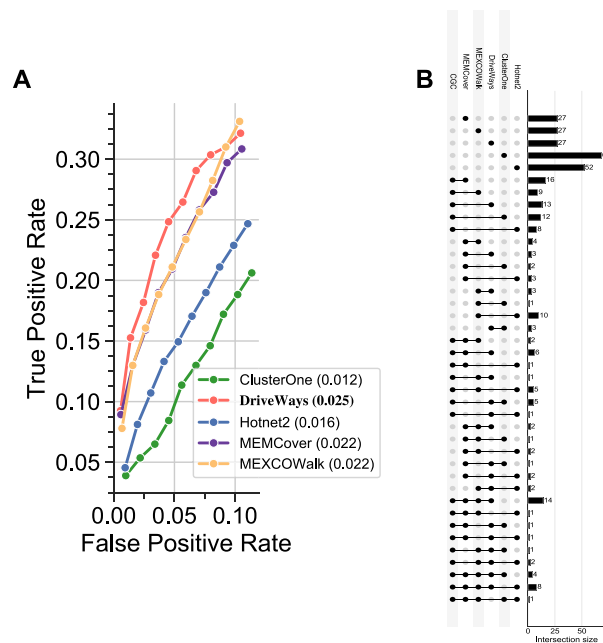 A
True Positive Rate
0.30
0.25
0.20
0.15
0.10
0.05
0.00 0.05 0.10
False Positive Rate
ClusterOne (0.012)
DriveWays (0.025)
Hotnet2 (0.016)
MEMCover (0.022)
MEXCOWalk (0.022)
B
CGC
MEMCover
MEXCOWalk
DriveWays
ClusterOne
Hotnet2
27
27
27
52
16
9
13
12
8
4
3
2
3
3
1
10
3
2
6
1
1
5
5
1
2
1
2
1
2
2
14
1
1
1
1
2
4
8
1
0 25 50
Intersection size